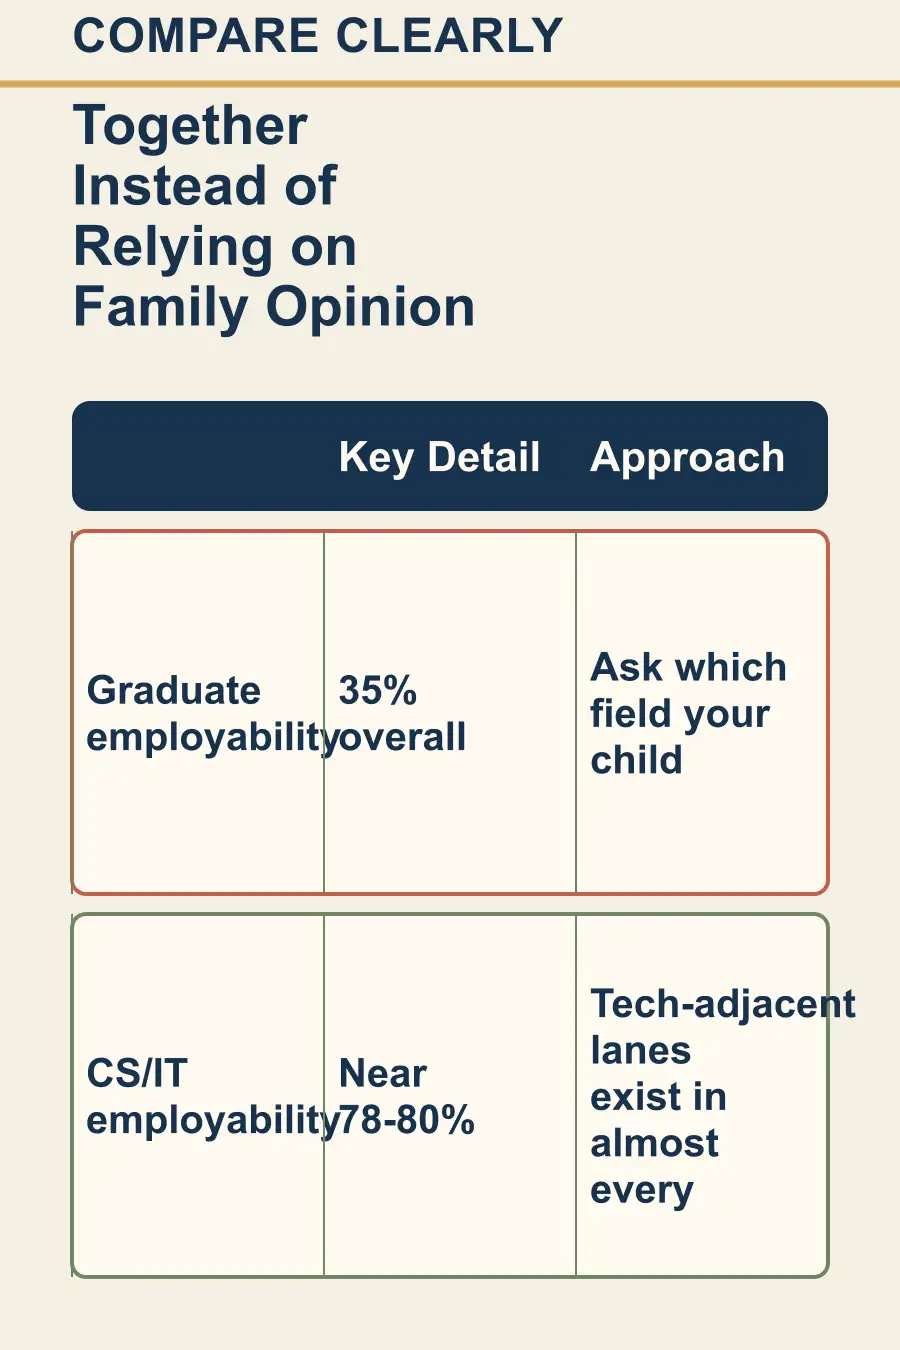 COMPARE CLEARLY
Together
Instead of
Relying on
Family Opinion
Key Detail
Approach
Graduate
employability
35%
overall
Ask which
field your
child
CS/IT
employability
Near
78-80%
Tech-adjacent
lanes
exist in
almost
every